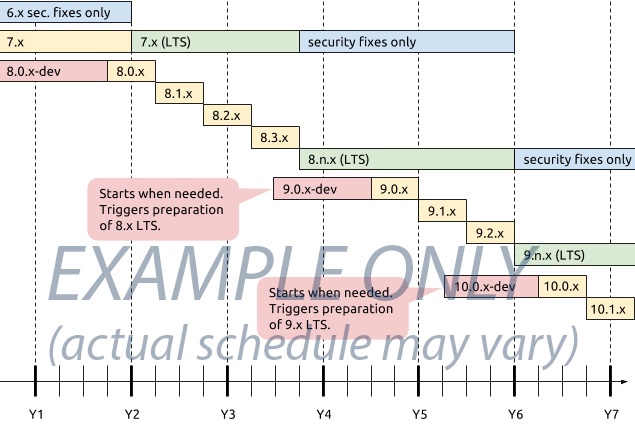 6.x sec. fixes only
7.x
7.x (LTS)
security fixes only
8.0.x-dev
8.0.x
8.1.x
8.2.x
8.3.x
8.n.x (LTS)
security fixes only
Starts when needed.
Triggers preparation
of 8.x LTS.
9.0.x-dev
9.0.x
9.1.x
9.2.x
9.n.x (LTS)
EXAMPLE ONLY
Starts when needed.
Triggers preparation
of 9.x LTS.
10.0.x-dev
10.0.x
10.1.x
(actual schedule may vary)
Y1 Y2 Y3 Y4 Y5 Y6 Y7